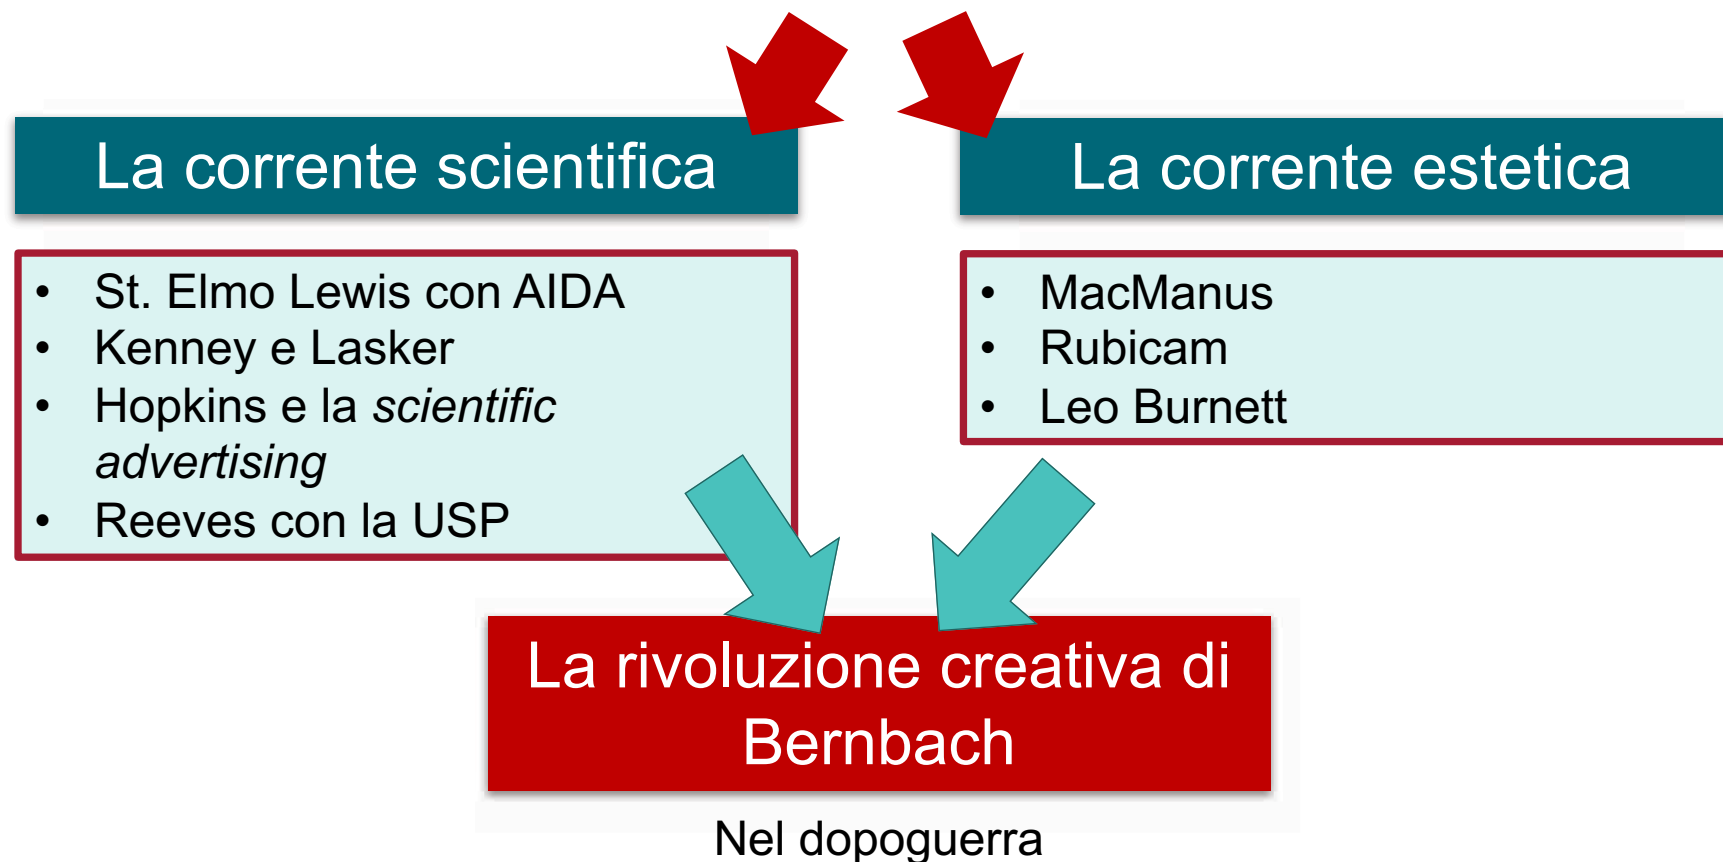 La corrente scientifica
• St. Elmo Lewis con AIDA
• Kenney e Lasker
• Hopkins e la scientific
advertising
• Reeves con la USP
La corrente estetica
• MacManus
• Rubicam
• Leo Burnett
La rivoluzione creativa di
Bernbach
Nel dopoguerra